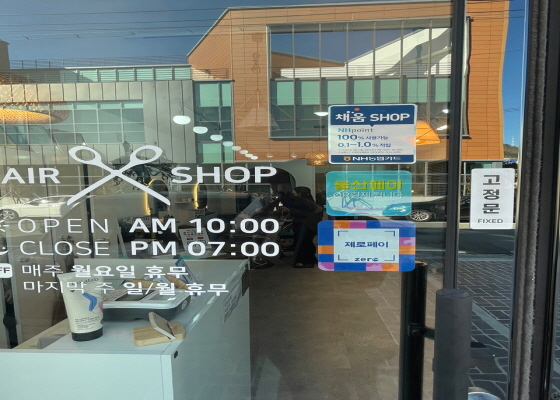 AIR SHOP
OPEN AM 10:00
CLOSE PM 07:00
매주 월요일 휴무
마지막 주 일/월 휴무
채움 SHOP
NHpoint
100% 사용가능
0.1~1.0% 적립
NH농협카드
울산페이
제로페이
zero
고정문
FIXED